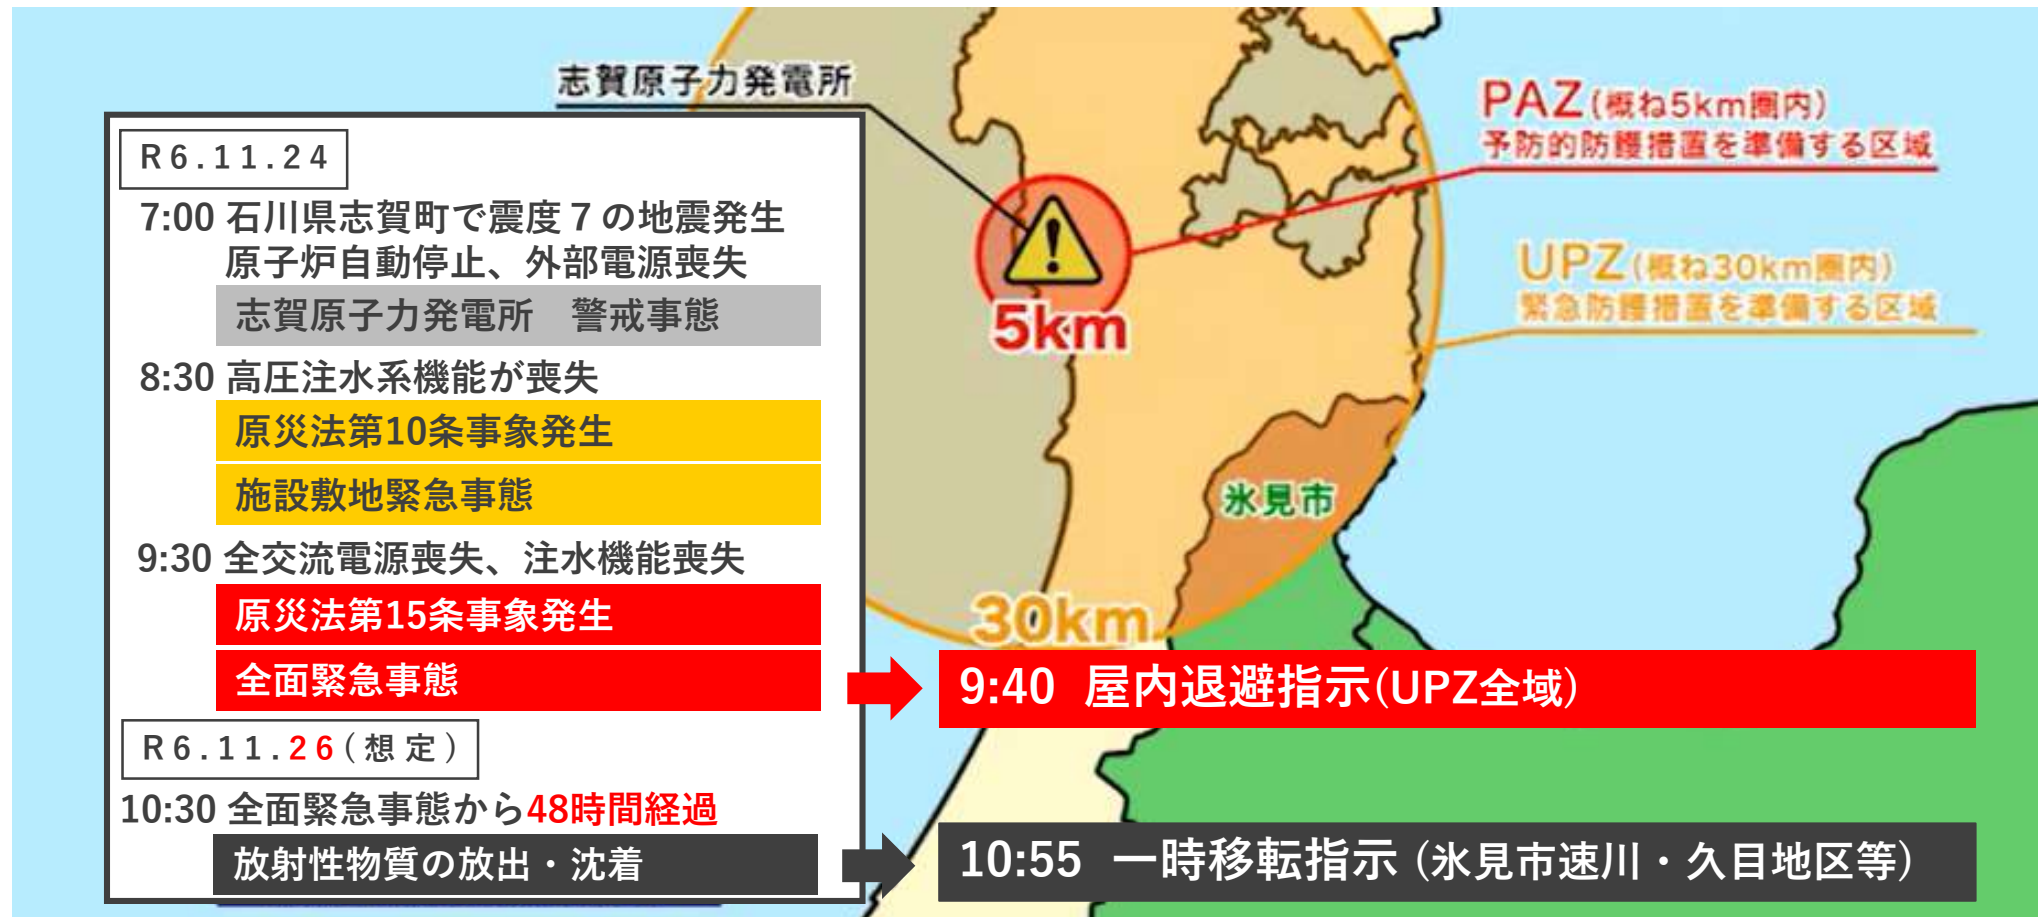 志賀原子力発電所
PAZ(概ね5km圏内)
予防的防護措置を準備する区域
UPZ(概ね30km圏内)
緊急防護措置を準備する区域
5km
氷見市
30km
R6.11.24
7:00 石川県志賀町で震度７の地震発生
原子炉自動停止、外部電源喪失
志賀原子力発電所　警戒事態
8:30 高圧注水系機能が喪失
原災法第10条事象発生
施設敷地緊急事態
9:30 全交流電源喪失、注水機能喪失
原災法第15条事象発生
全面緊急事態
9:40 屋内退避指示(UPZ全域)
R6.11.26(想定)
10:30 全面緊急事態から48時間経過
放射性物質の放出・沈着
10:55 一時移転指示(氷見市速川・久目地区等)